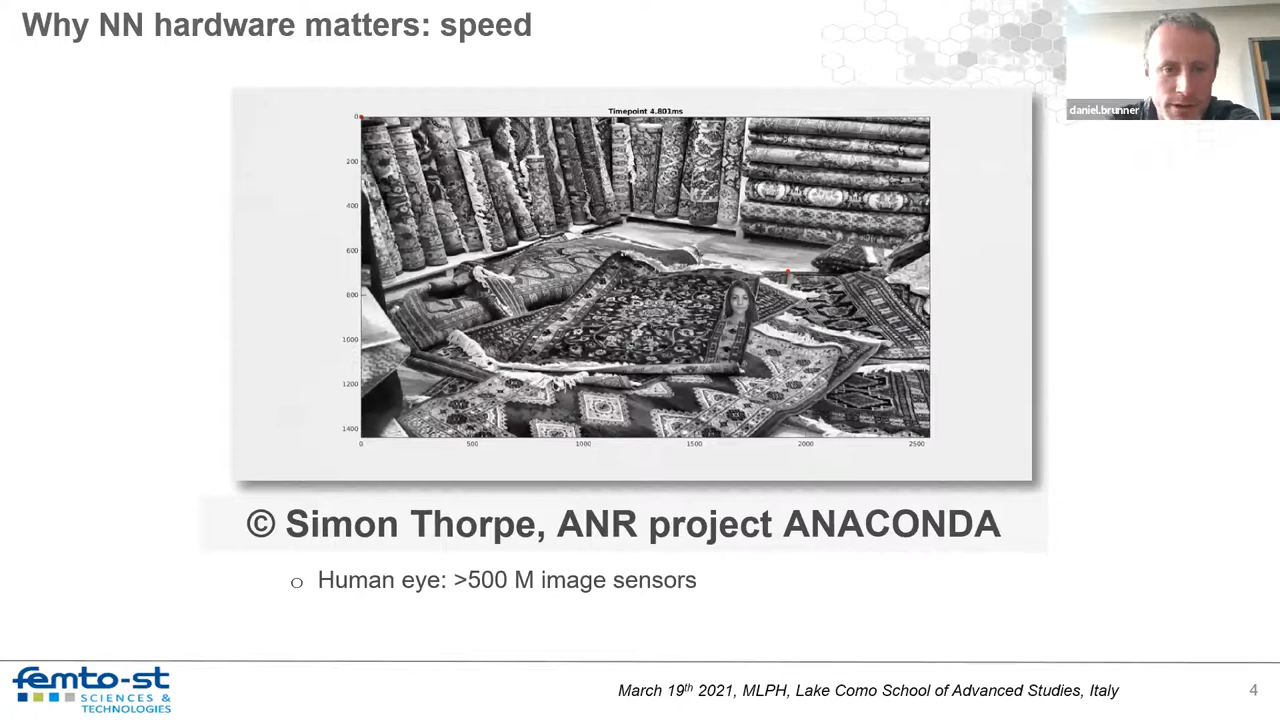 Why NN hardware matters: speed
daniel.brunner
Timepoint 4.801ms
0
200
400
600
800
1000
1200
1400
0 500 1000 1500 2000 2500
© Simon Thorpe, ANR project ANACONDA
o Human eye: >500 M image sensors
femto-st
SCIENCES &
TECHNOLOGIES
March 19th 2021, MLPH, Lake Como School of Advanced Studies, Italy
4